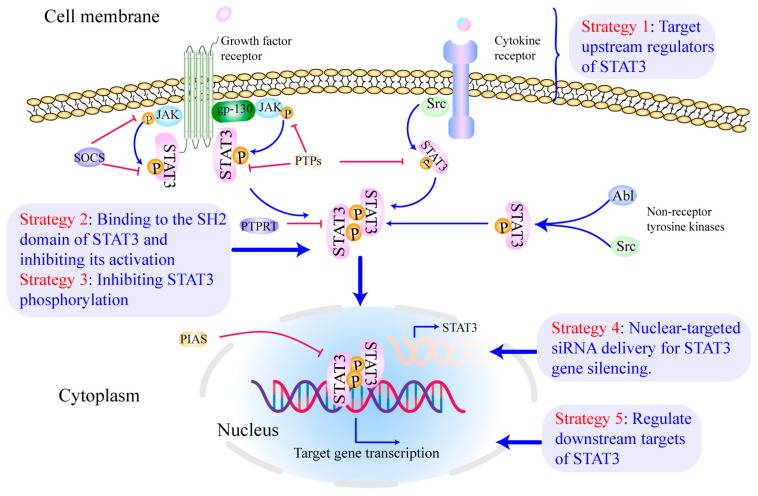 Cell membrane
Growth factor
receptor
Cytokine
receptor
Strategy 1: Target
upstream regulators
of STAT3
P
JAK
gp-130
JAK
P
Src
SOCS
P
STAT3
STAT3
P
PTPs
STAT3
P
Strategy 2: Binding to the SH2
domain of STAT3 and
inhibiting its activation
Strategy 3: Inhibiting STAT3
phosphorylation
PTPRT
STAT3
P
P
STAT3
P
STAT3
Abl
Non-receptor
tyrosine kinases
Src
PIAS
STAT3
STAT3
P
P
STAT3
Strategy 4: Nuclear-targeted
siRNA delivery for STAT3
gene silencing.
Cytoplasm
Nucleus
Target gene transcription
Strategy 5: Regulate
downstream targets
of STAT3